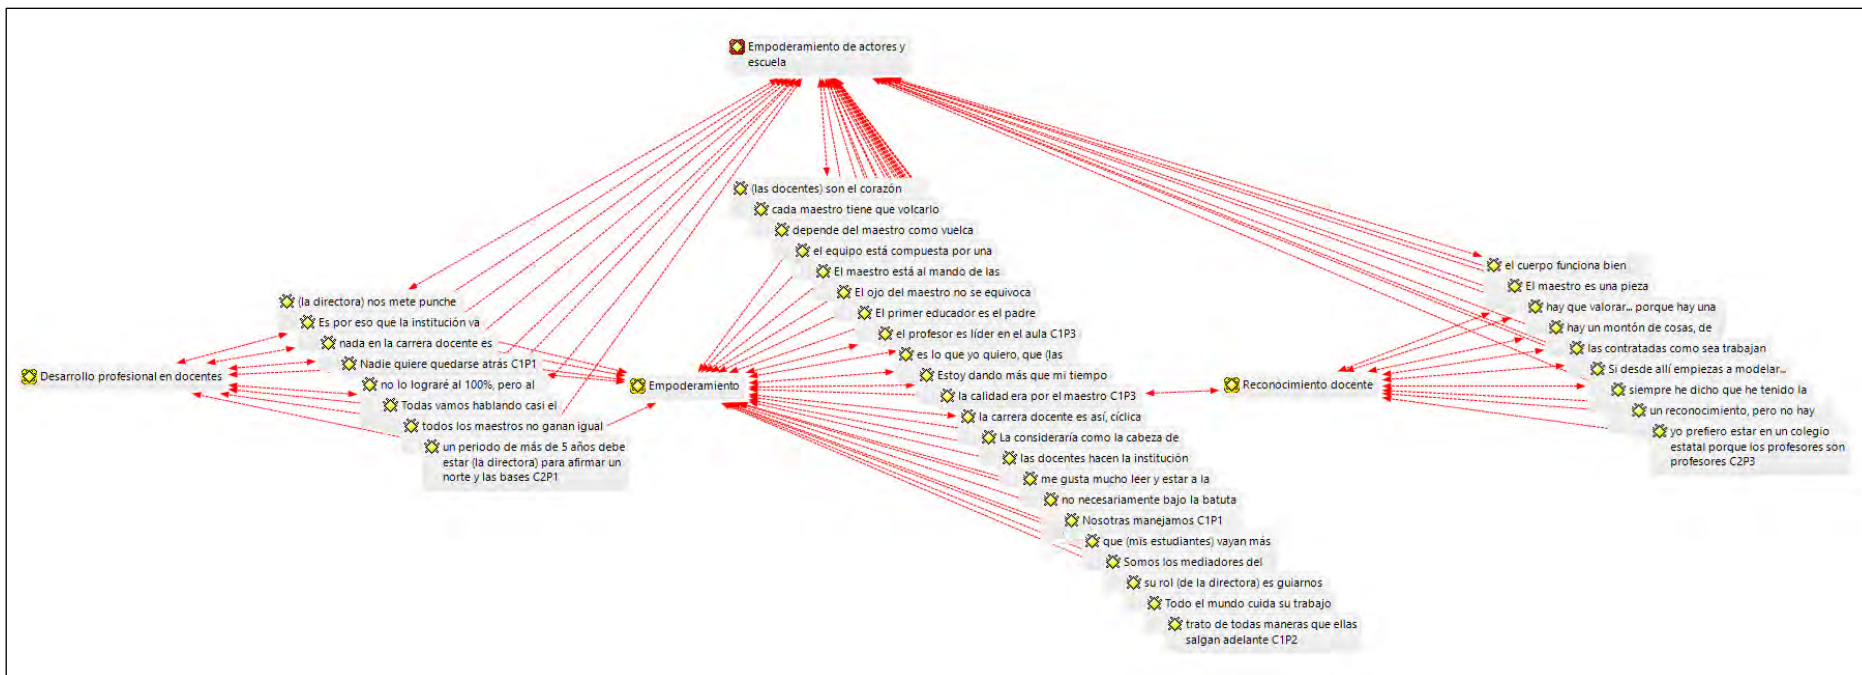 Empoderamiento de actores y
escuela
(la directora) nos mete punche
Es por eso que la institución va
nada en la carrera docente es
Nadie quiere quedarse atrás C1P1
no lo lograré al 100%, pero al
Todas vamos hablando casi el
todos los maestros no ganan igual
un periodo de más de 5 años debe
estar (la directora) para afirmar un
norte y las bases C2P1
Desarrollo profesional en docentes
(las docentes) son el corazón
cada maestro tiene que volcarlo
depende del maestro como vuelca
el equipo está compuesta por una
El maestro está al mando de las
El ojo del maestro no se equivoca
El primer educador es el padre
el profesor es líder en el aula C1P3
es lo que yo quiero, que (las
Estoy dando más que mi tiempo
la calidad era por el maestro C1P3
la carrera docente es así, cíclica
La consideraría como la cabeza de
las docentes hacen la institución
me gusta mucho leer y estar a la
no necesariamente bajo la batuta
Nosotras manejamos C1P1
que (mis estudiantes) vayan más
Somos los mediadores del
su rol (de la directora) es guiarnos
Todo el mundo cuida su trabajo
trato de todas maneras que ellas
salgan adelante C1P2
Empoderamiento
el cuerpo funciona bien
El maestro es una pieza
hay que valorar... porque hay una
hay un montón de cosas, de
las contratadas como sea trabajan
Si desde allí empiezas a modelar...
siempre he dicho que he tenido la
un reconocimiento, pero no hay
yo prefiero estar en un colegio
estatal porque los profesores son
profesores C2P3
Reconocimiento docente